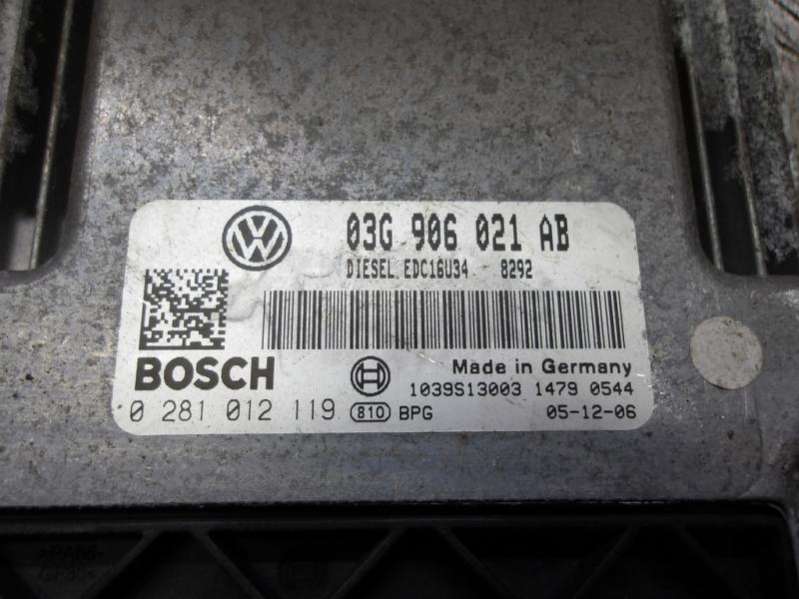 03G 906 021 AB
DIESEL EDC16U34 8292
BOSCH
Made in Germany
1039S13003 1479 0544
0 281 012 119 810 BPG 05-12-06